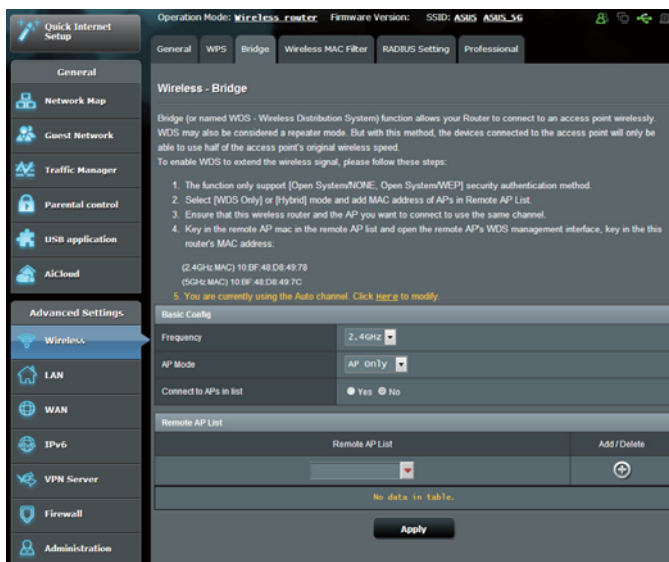 Quick Internet
Setup
Operation Mode: Wireless router Firmware Version: SSID: ASUS ASUS_5G
General WPS Bridge Wireless MAC Filter RADIUS Setting Professional
General
Network Map
Guest Network
Traffic Manager
Parental control
USB application
AiCloud
Advanced Settings
Wireless
LAN
WAN
IPv6
VPN Server
Firewall
Administration
Wireless - Bridge
Bridge (or named WDS - Wireless Distribution System) function allows your Router to connect to an access point wirelessly.
WDS may also be considered a repeater mode. But with this method, the devices connected to the access point will only be
able to use half of the access point's original wireless speed.
To enable WDS to extend the wireless signal, please follow these steps:
1. The function only support [Open System/NONE, Open System/WEP] security authentication method.
2. Select [WDS Only] or [Hybrid] mode and add MAC address of APs in Remote AP List.
3. Ensure that this wireless router and the AP you want to connect to use the same channel.
4. Key in the remote AP mac in the remote AP list and open the remote AP's WDS management interface, key in the this
router's MAC address:
(2.4GHz MAC) 10:BF:48:D8:49:78
(5GHz MAC) 10:BF:48:D8:49:7C
5. You are currently using the Auto channel. Click Here to modify.
Basic Config
Frequency 2.4GHz
AP Mode AP Only
Connect to APs in list Yes No
Remote AP List
Remote AP List Add / Delete
No data in table.
Apply